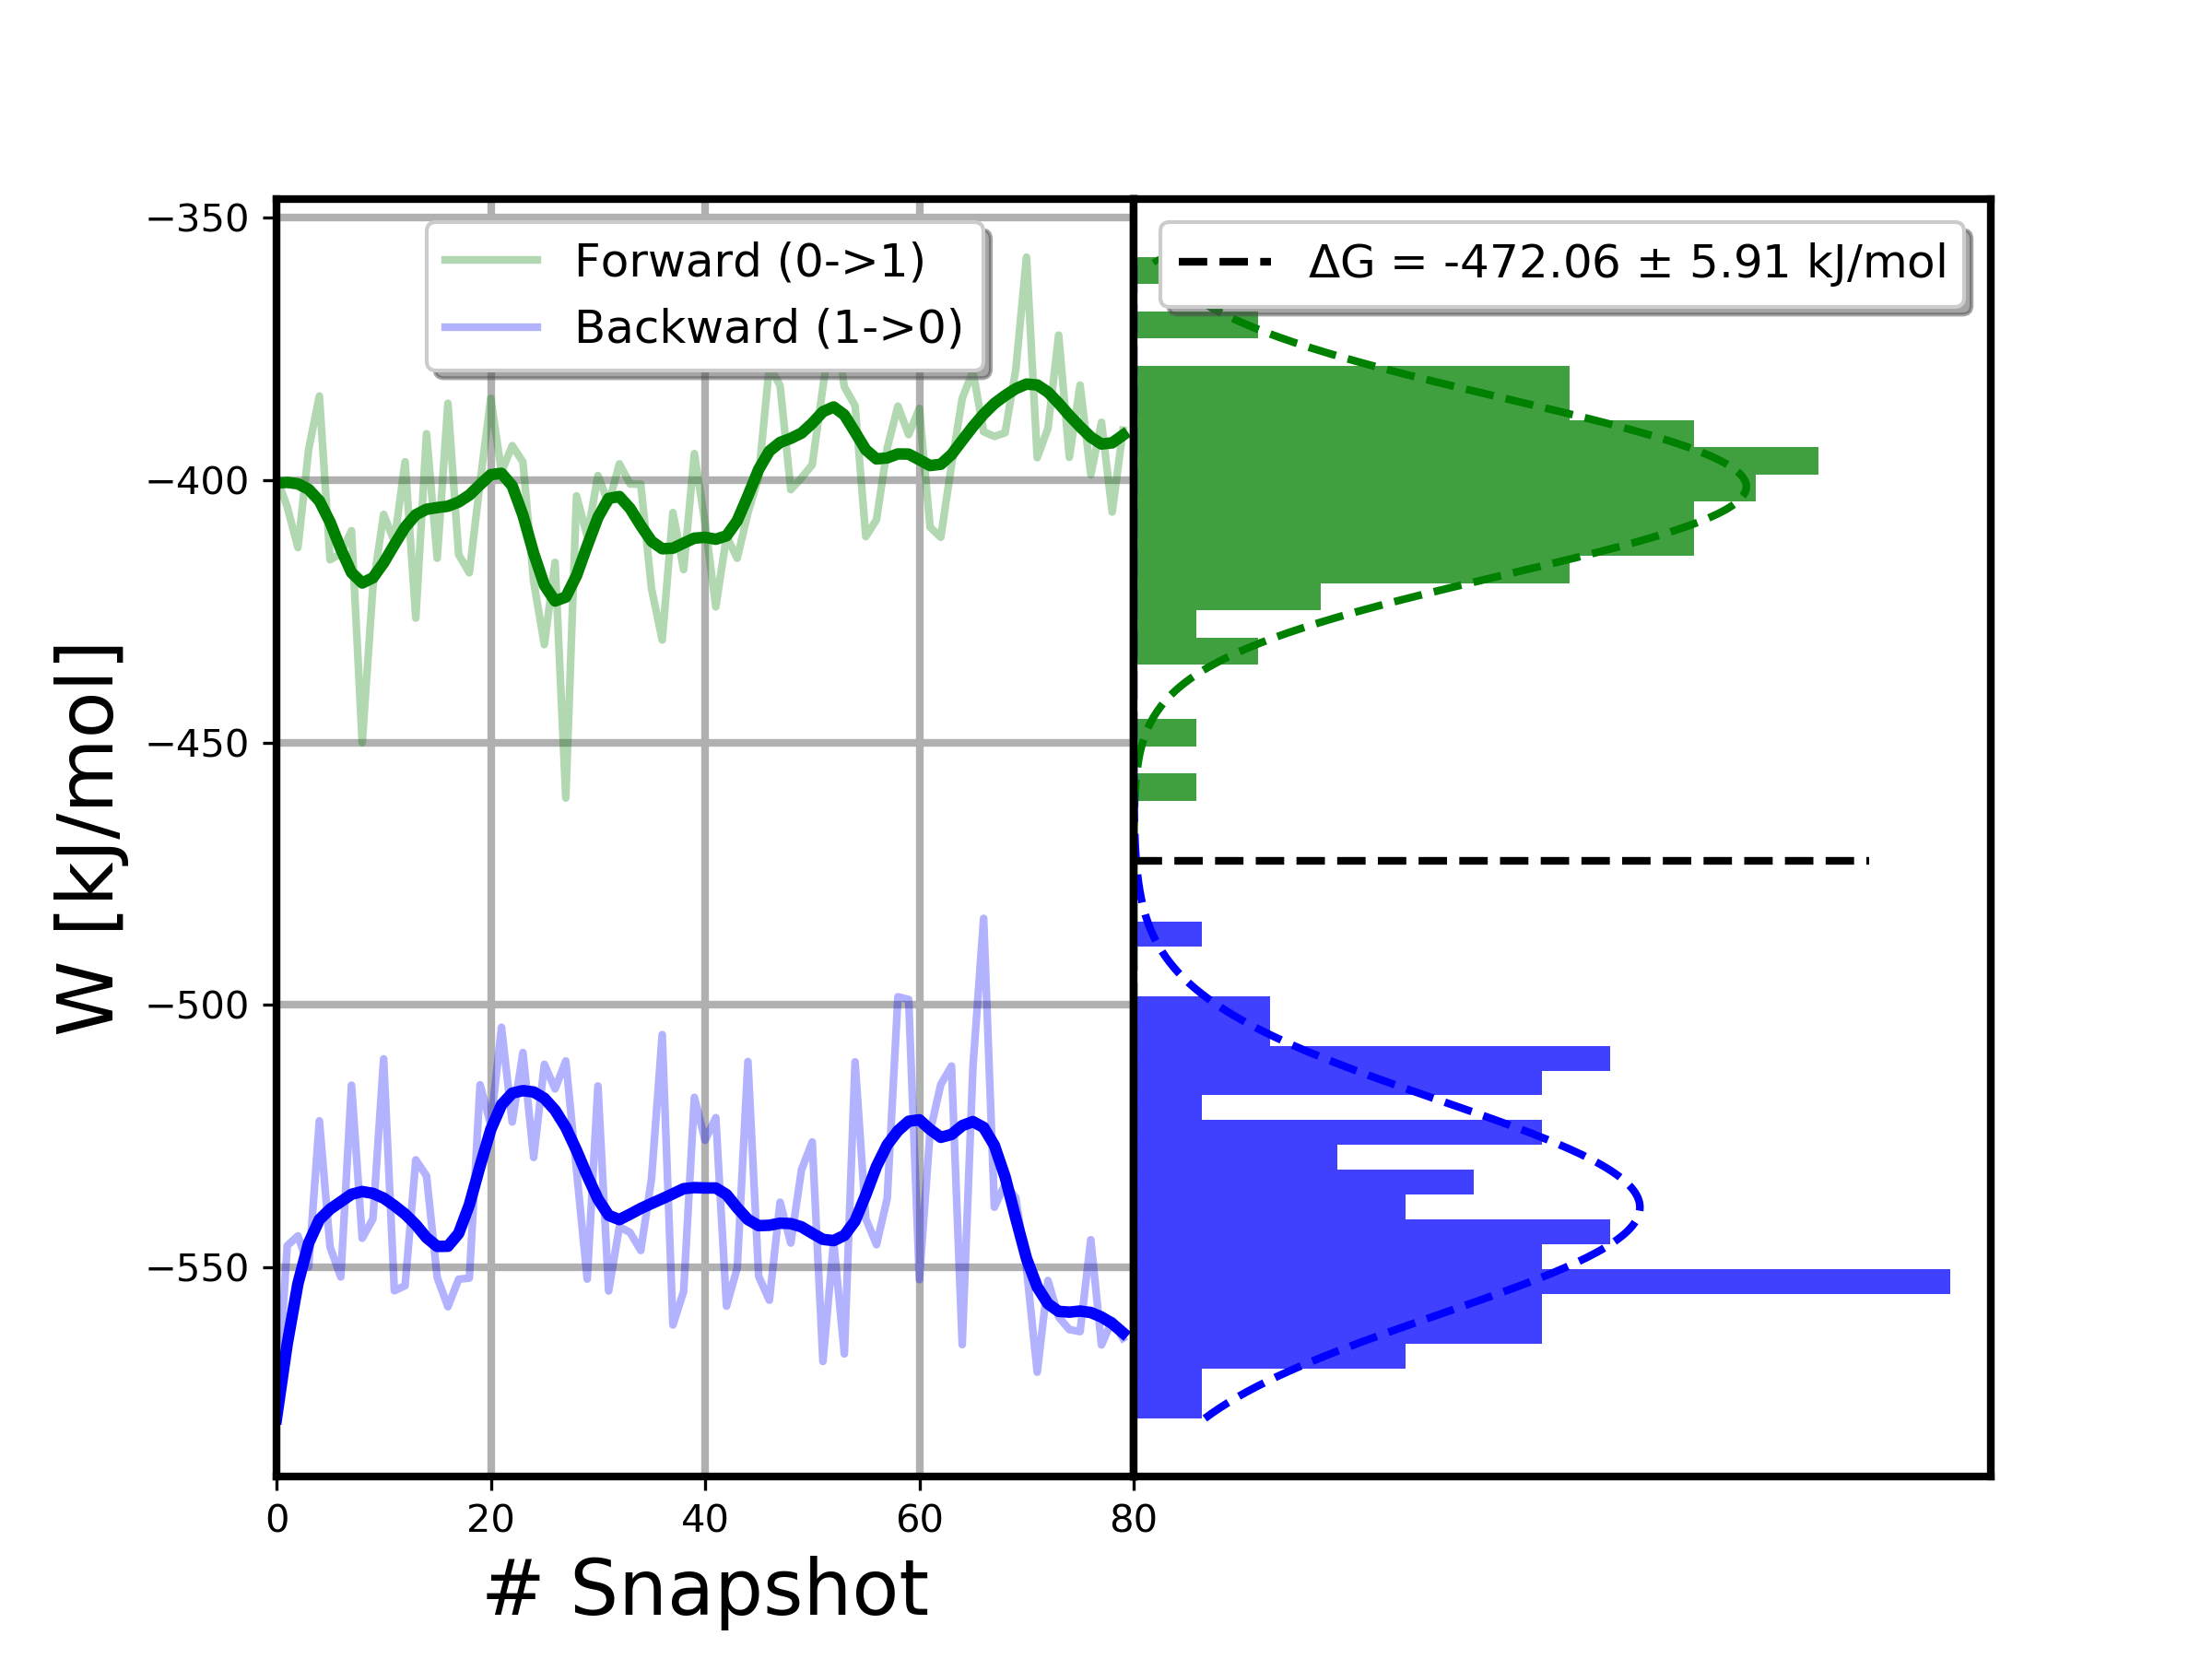 Forward (0->1)
Backward (1->0)
ΔG = -472.06 ± 5.91 kJ/mol
W [kJ/mol]
−350
−400
−450
−500
−550
0 20 40 60 80
# Snapshot